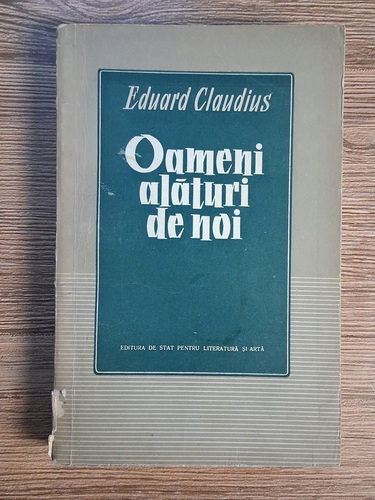 Eduard Claudius
Oameni
alături
de noi
EDITURA DE STAT PENTRU LITERATURĂ ȘI ARTĂ